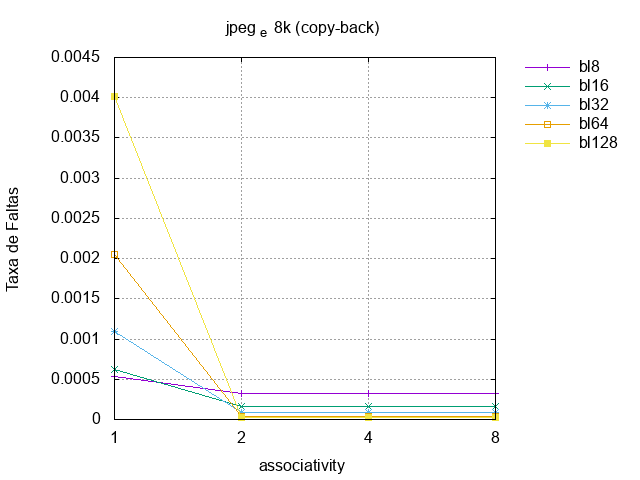 jpeg e 8k (copy-back)
0.0045
0.004
0.0035
0.003
0.0025
0.002
0.0015
0.001
0.0005
0
1 2 4 8
associativity
Taxa de Faltas
bl8
bl16
bl32
bl64
bl128